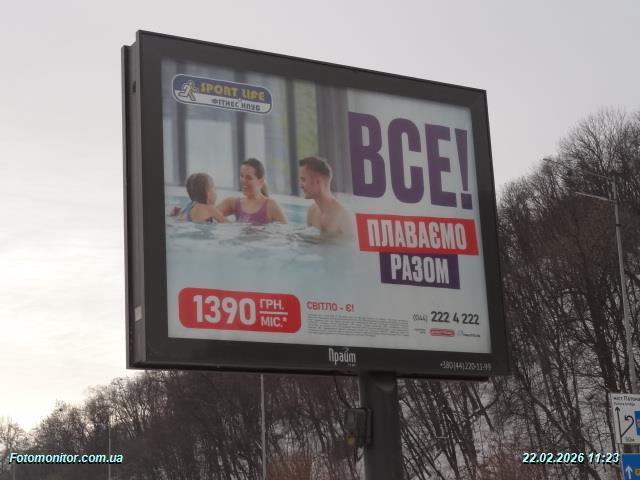 SPORT LIFE
ФІТНЕС КЛУБ
ВСЕ!
ПЛАВАЄМО
РАЗОМ
1390 ГРН.
МІС.*
СВІТЛО - Є!
(044) 222 4 222
Прайм
+380(44)220-11-99
Fotomonitor.com.ua
22.02.2026 11:23